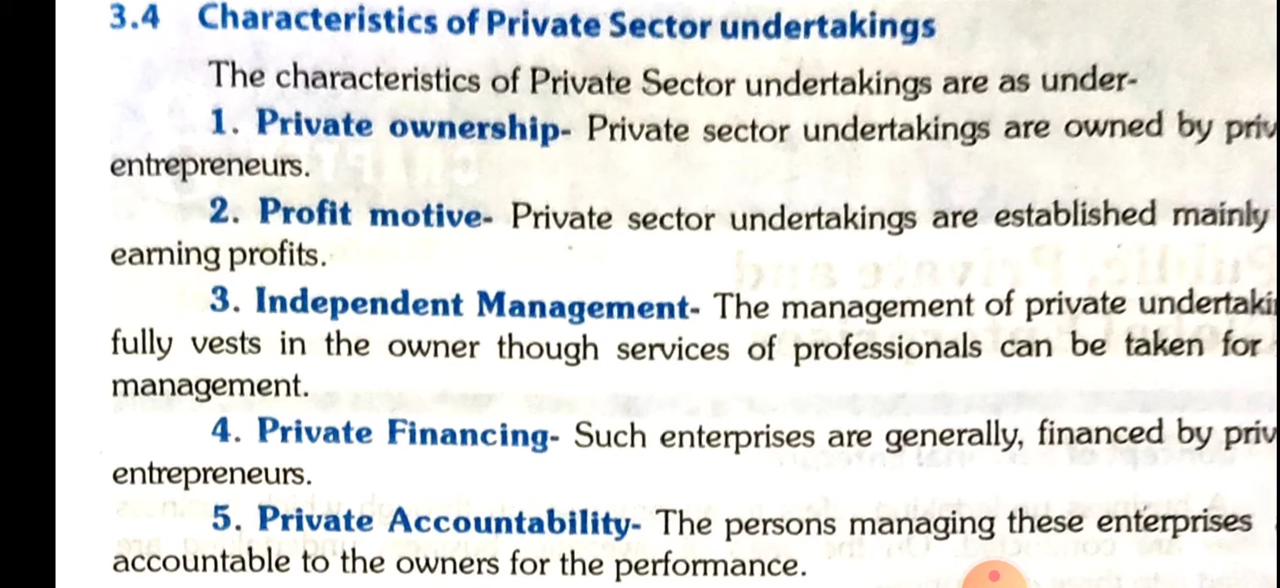 3.4 Characteristics of Private Sector undertakings
The characteristics of Private Sector undertakings are as under-
1. Private ownership- Private sector undertakings are owned by
entrepreneurs.
2. Profit motive- Private sector undertakings are established mainly
earning profits.
3. Independent Management- The management of private
fully vests in the owner though services of professionals can be taken for
management.
4. Private Financing- Such enterprises are generally, financed by
entrepreneurs.
5. Private Accountability- The persons managing these enterprises
accountable to the owners for the performance.